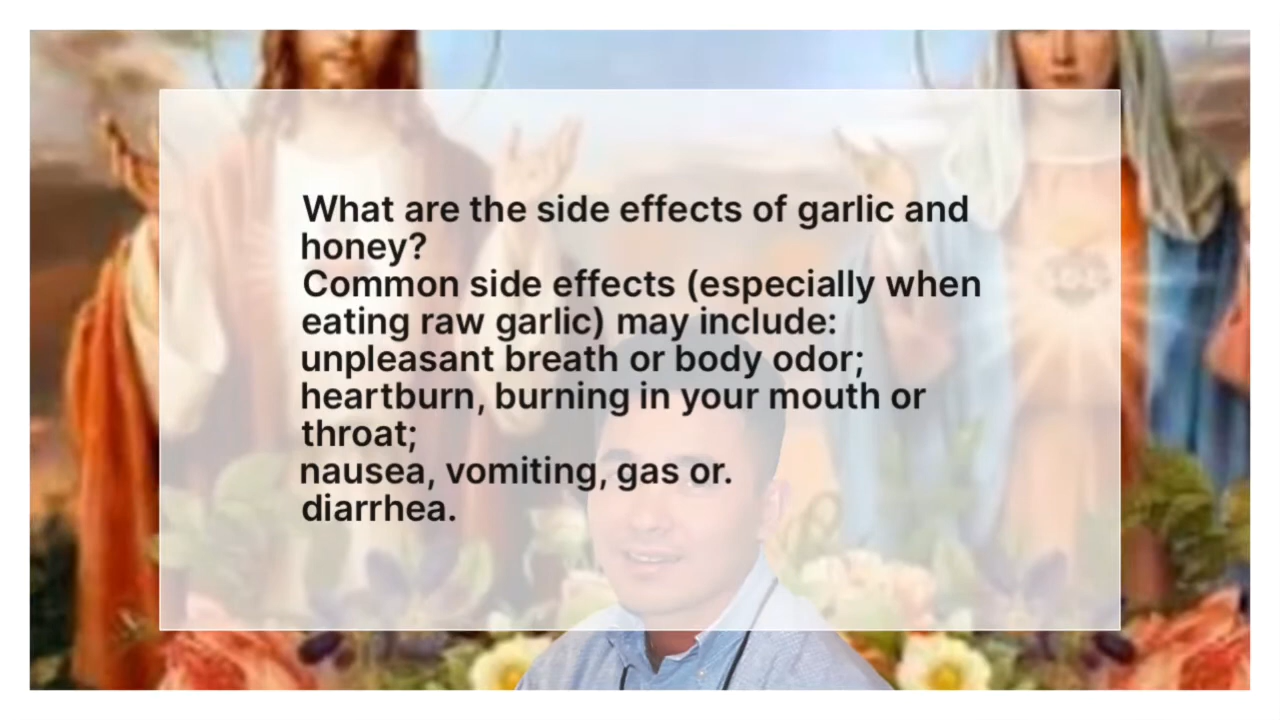 What are the side effects of garlic and
honey?
Common side effects (especially when
eating raw garlic) may include:
unpleasant breath or body odor;
heartburn, burning in your mouth or
throat;
nausea, vomiting, gas or.
diarrhea.